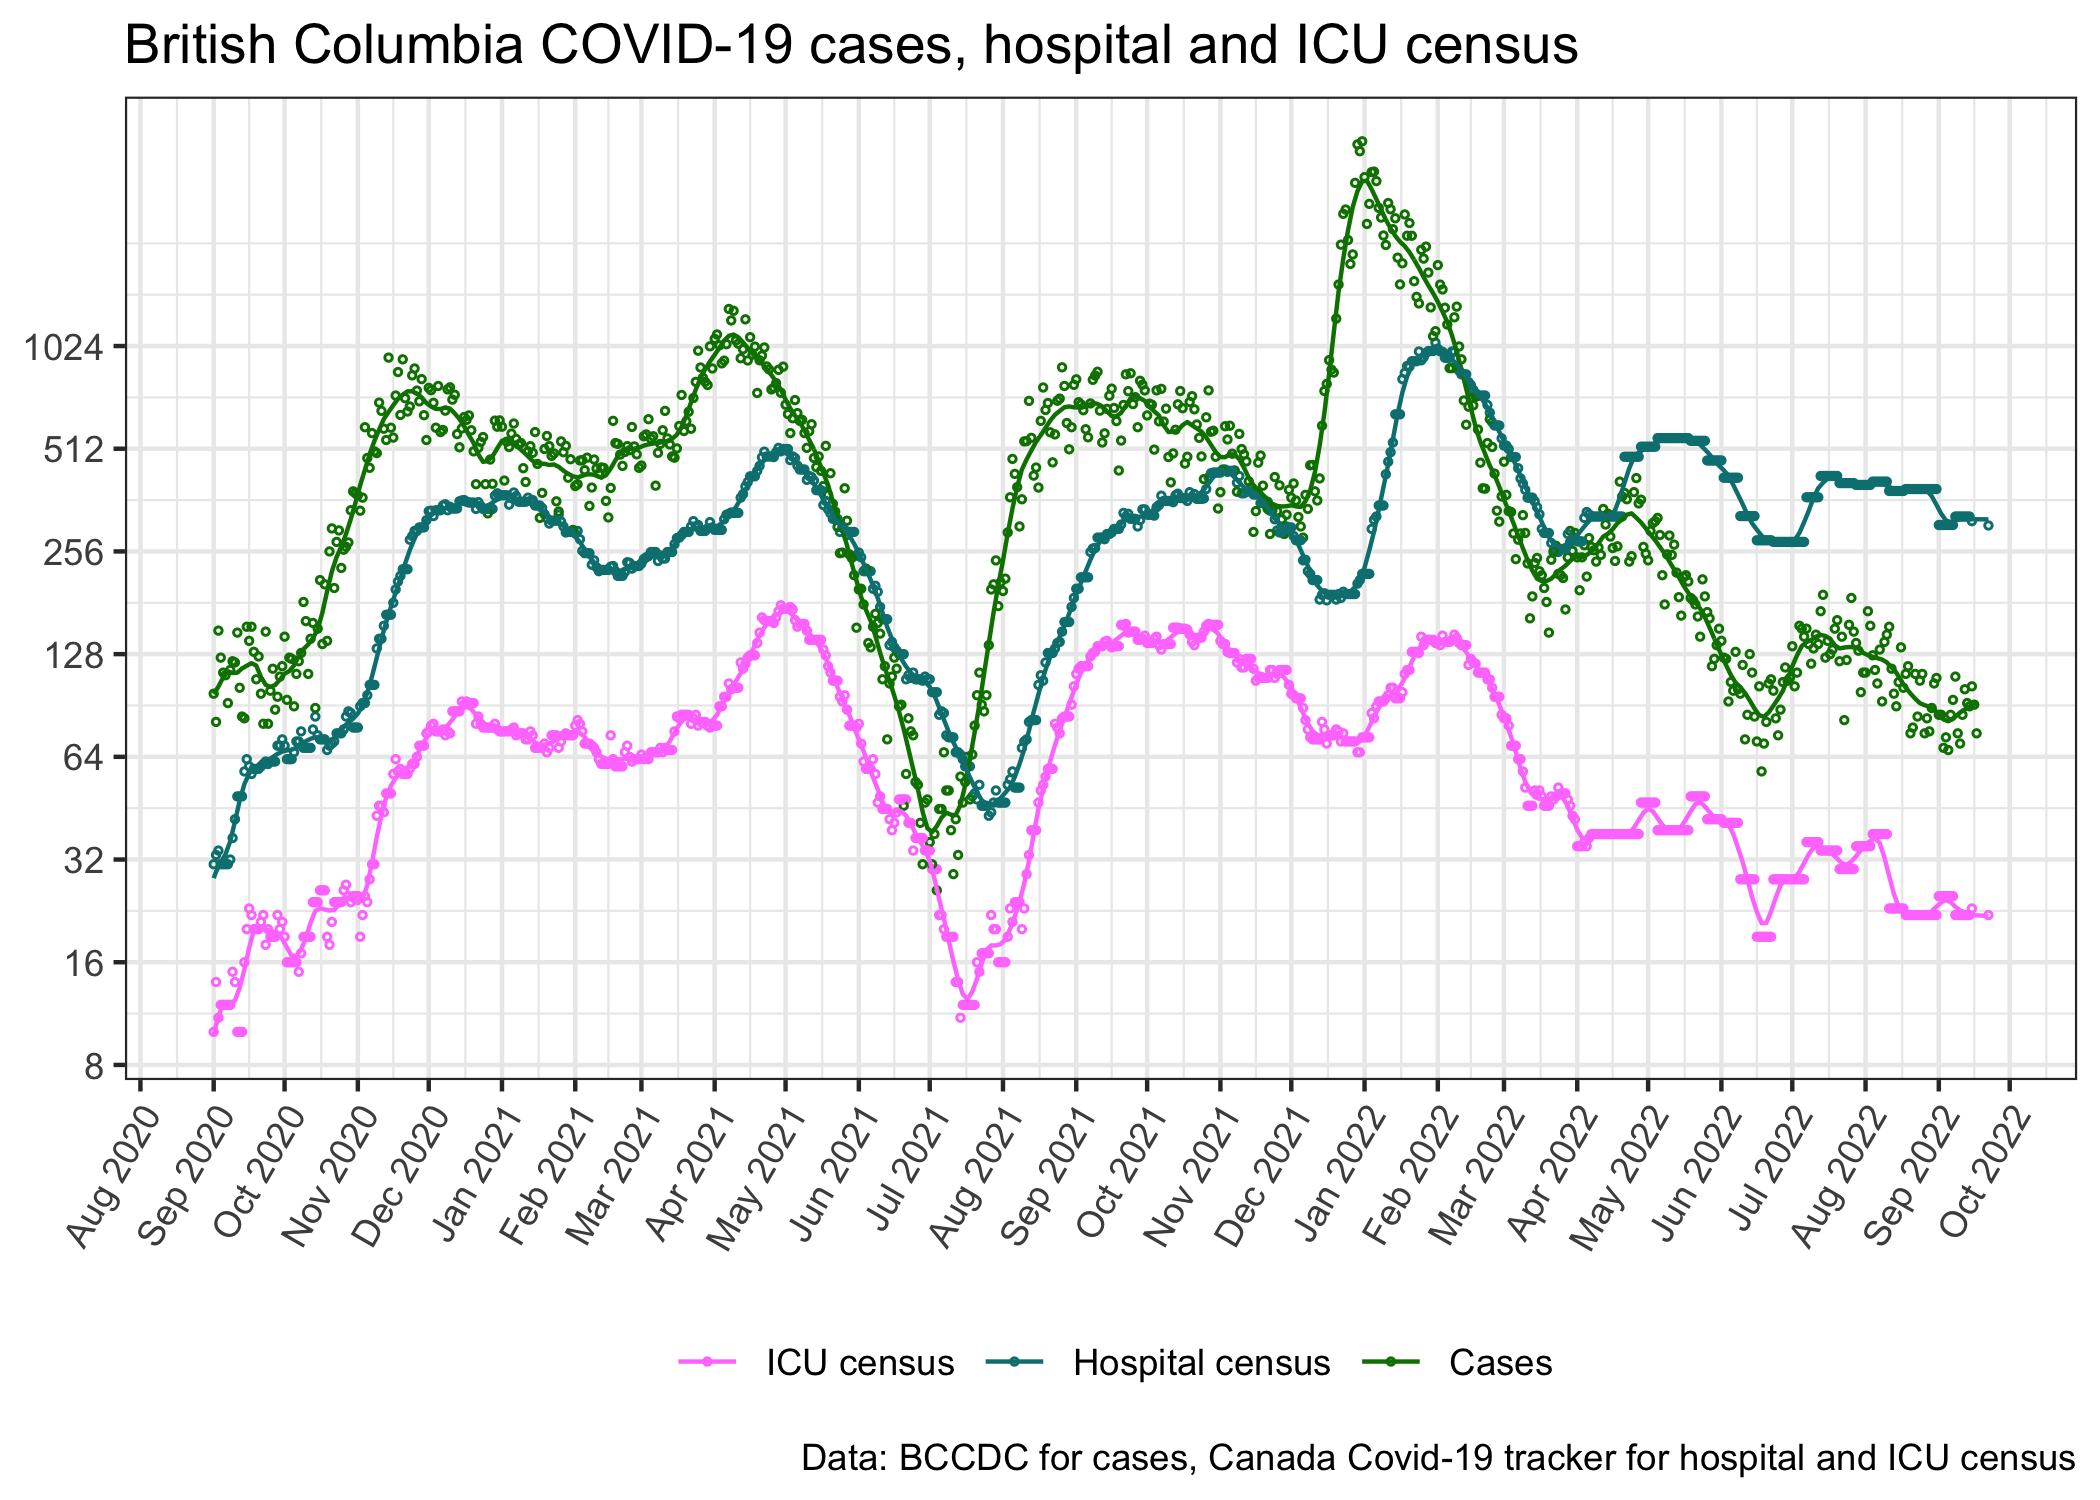 British Columbia COVID-19 cases, hospital and ICU census
1024
512
256
128
64
32
16
8
Aug 2020
Sep 2020
Oct 2020
Nov 2020
Dec 2020
Jan 2021
Feb 2021
Mar 2021
Apr 2021
May 2021
Jun 2021
Jul 2021
Aug 2021
Sep 2021
Oct 2021
Nov 2021
Dec 2021
Jan 2022
Feb 2022
Mar 2022
Apr 2022
May 2022
Jun 2022
Jul 2022
Aug 2022
Sep 2022
Oct 2022
ICU census Hospital census Cases
Data: BCCDC for cases, Canada Covid-19 tracker for hospital and ICU census